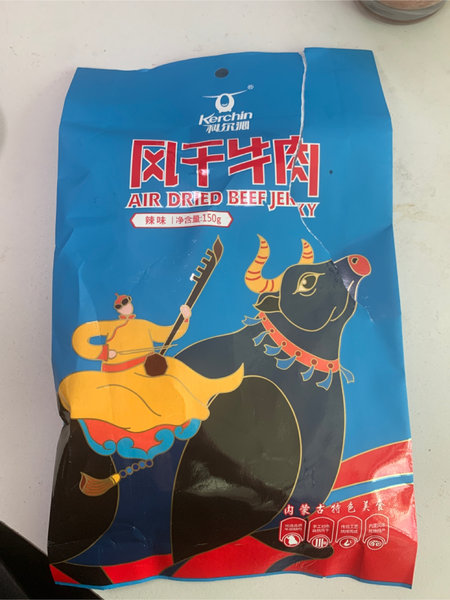 ®
Kerchin
科尔沁
风干牛肉
AIR DRIED BEEF JERKY
辣味 | 净含量:150g
内蒙古特色美食